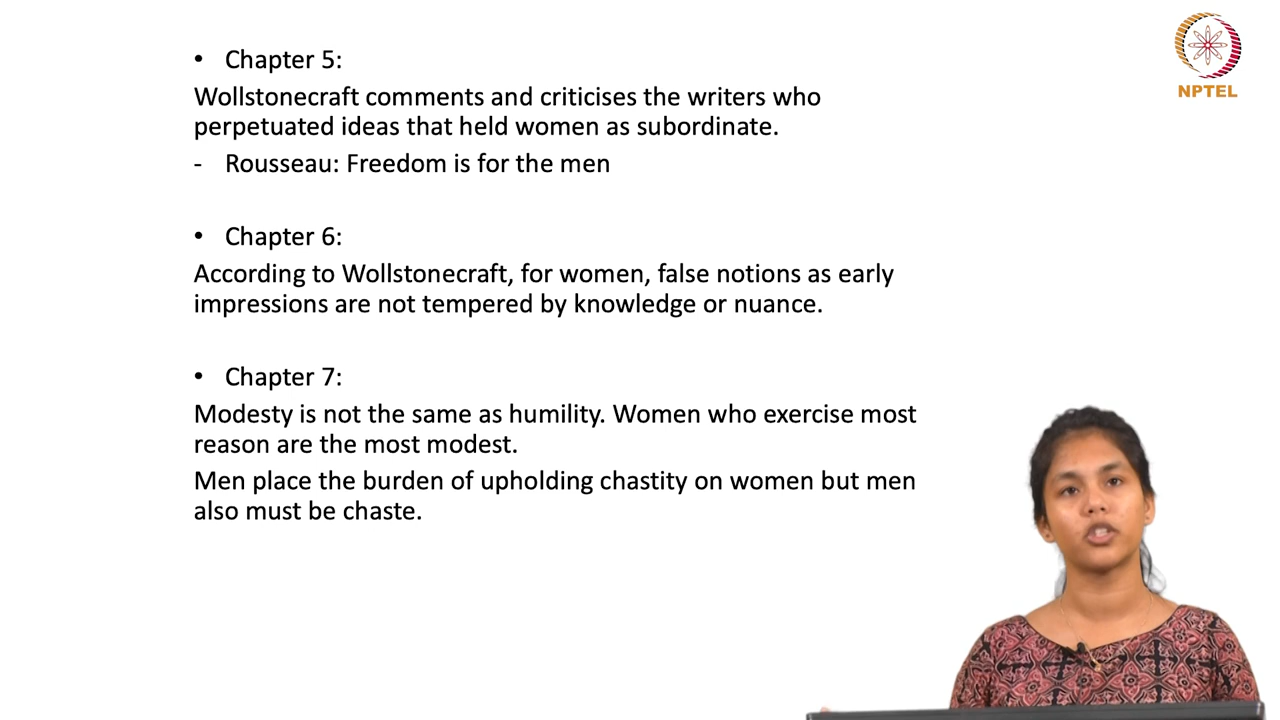 • Chapter 5:
Wollstonecraft comments and criticises the writers who
perpetuated ideas that held women as subordinate.
- Rousseau: Freedom is for the men
• Chapter 6:
According to Wollstonecraft, for women, false notions as early
impressions are not tempered by knowledge or nuance.
• Chapter 7:
Modesty is not the same as humility. Women who exercise most
reason are the most modest.
Men place the burden of upholding chastity on women but men
also must be chaste.
NPTEL